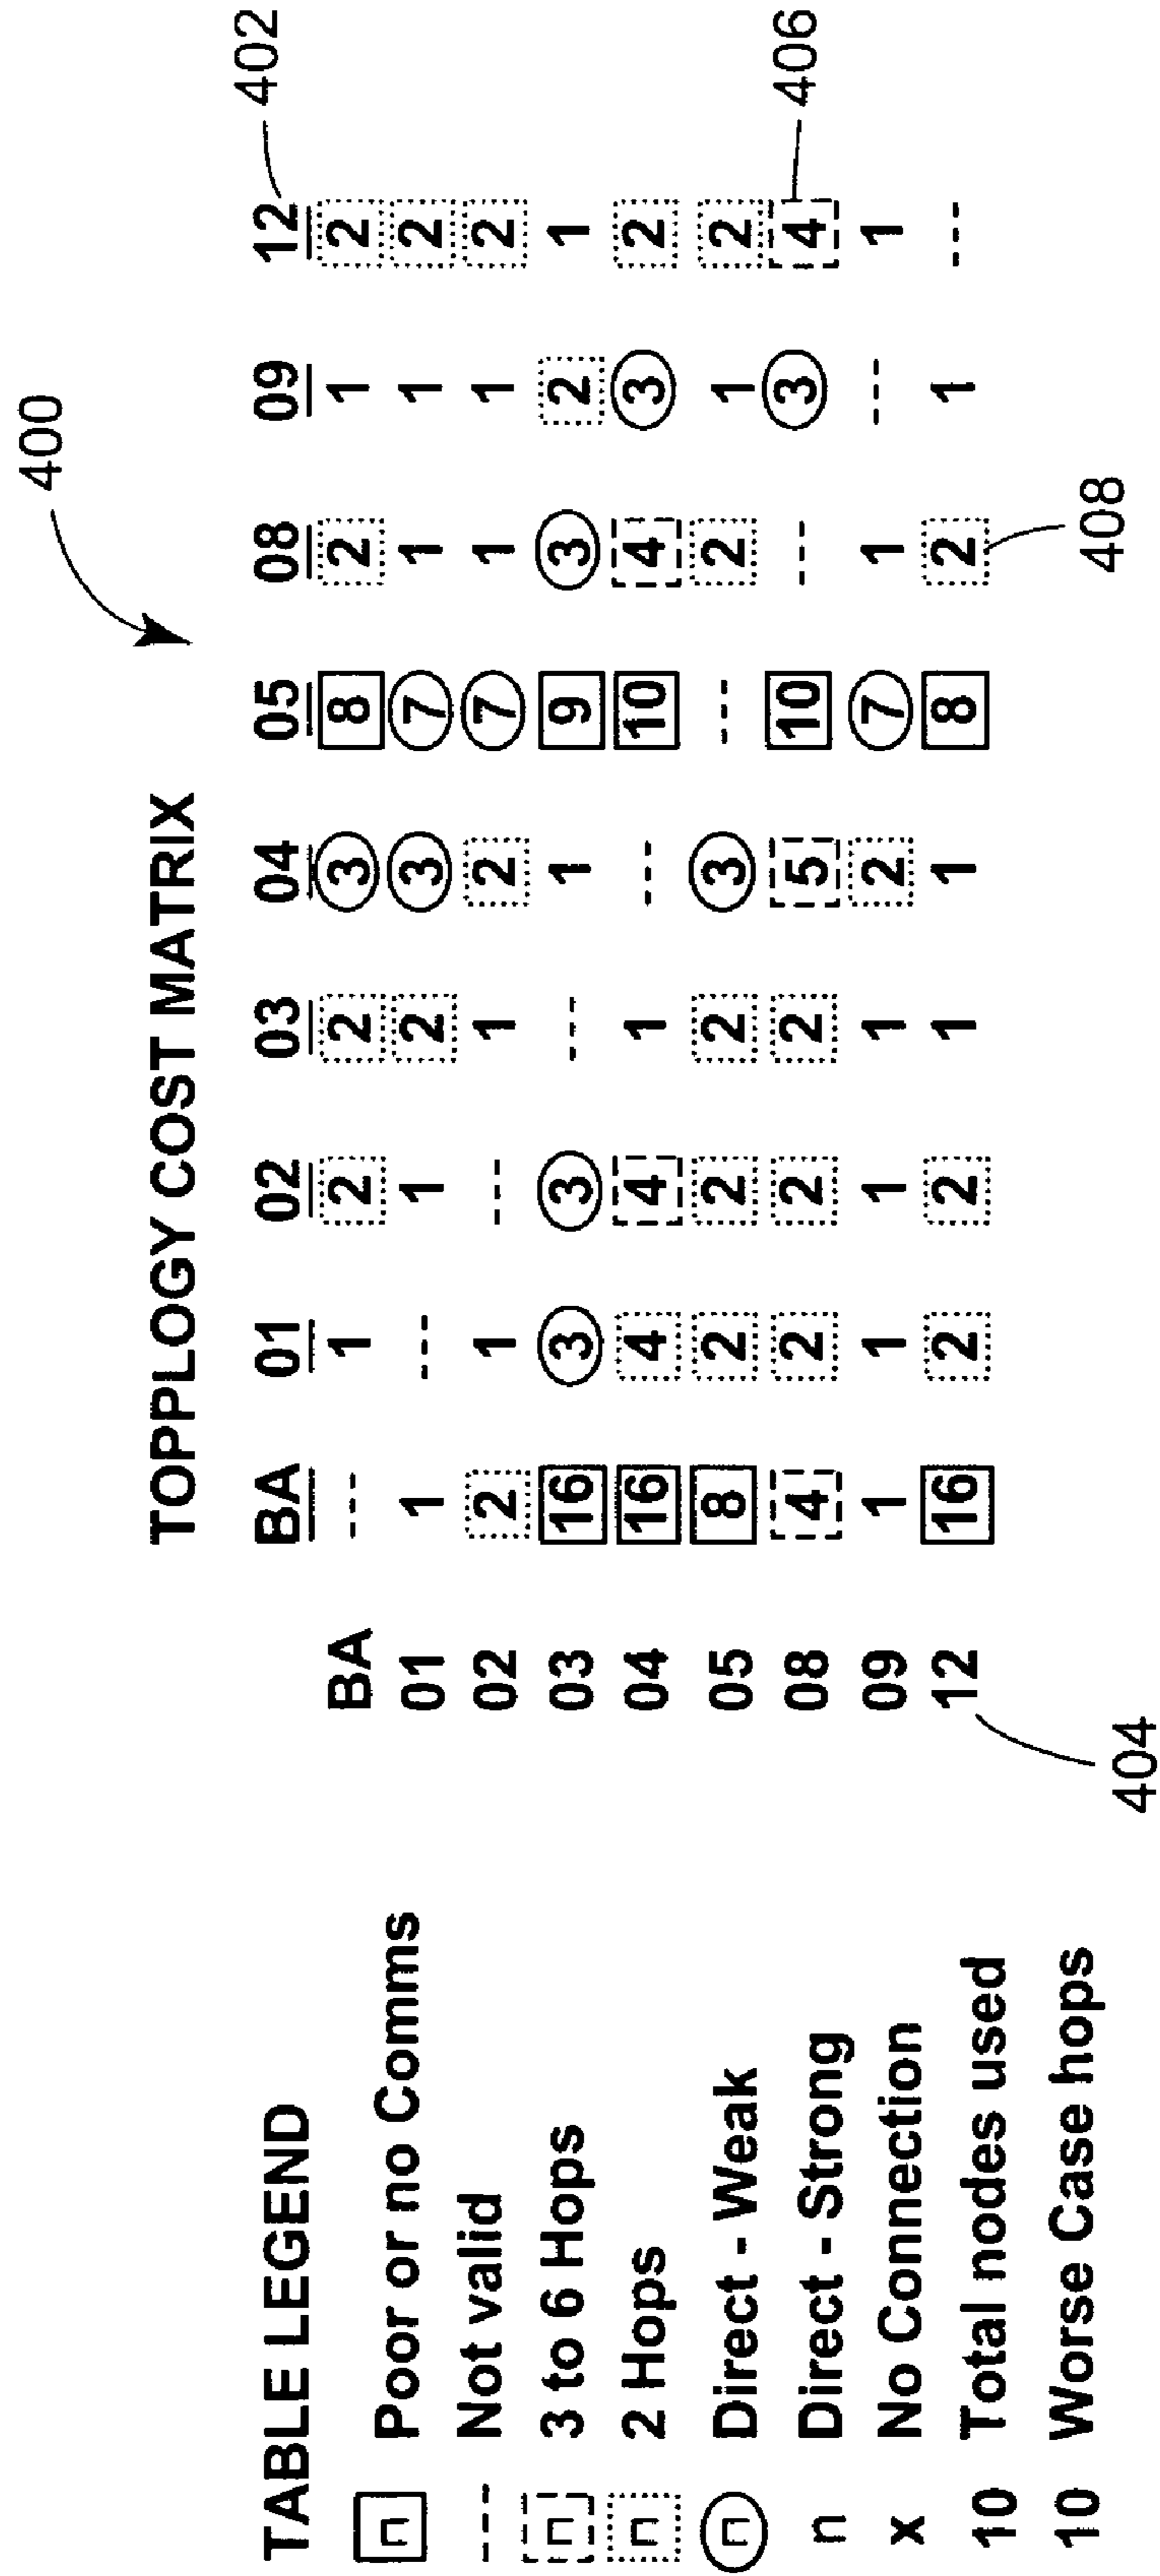 400
TOPPLOGY COST MATRIX
BA 01 02 03 04 05 08 09 12
402
BA --- 1 2 2 3 8 2 1 2
01 1 --- 1 2 3 7 1 1 2
02 2 1 --- 1 2 7 1 1 2
03 16 3 3 --- 1 9 3 2 1
04 16 4 4 1 --- 10 4 3 2
05 8 2 2 2 3 --- 2 1 2
08 4 2 2 2 5 10 --- 3 4
406
09 1 1 1 1 2 7 1 --- 1
12 16 2 2 1 1 8 2 1 ---
404
408
TABLE LEGEND
n Poor or no Comms
--- Not valid
n 3 to 6 Hops
n 2 Hops
n Direct - Weak
n Direct - Strong
x No Connection
10 Total nodes used
10 Worse Case hops